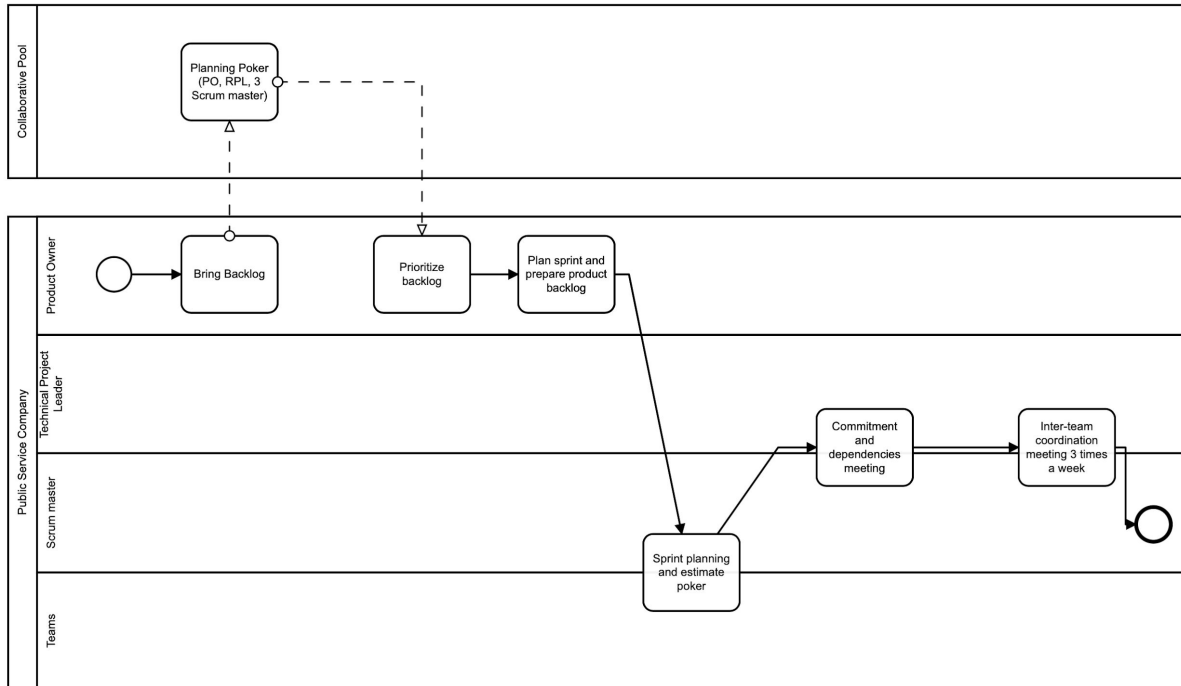 Collaborative Pool
Planning Poker
(PO, RPL, 3
Scrum master)
Public Service Company
Product Owner
Bring Backlog
Prioritize
backlog
Plan sprint and
prepare product
backlog
Technical Project
Leader
Commitment
and
dependencies
meeting
Inter-team
coordination
meeting 3 times
a week
Scrum master
Sprint planning
and estimate
poker
Teams